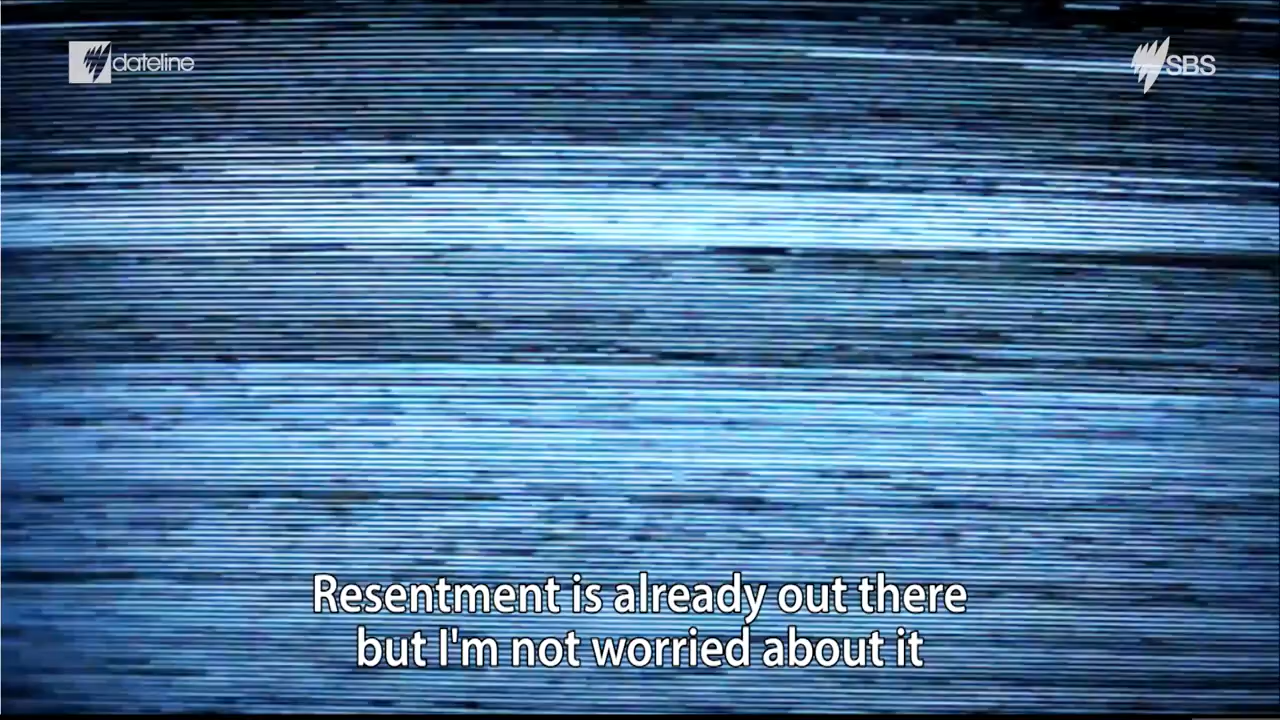 dateline
SBS
Resentment is already out there
but I'm not worried about it